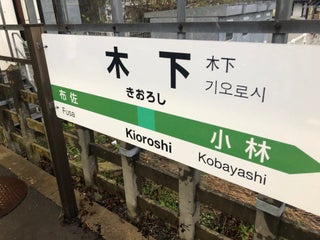 木下
木下
きおろし
기오로시
布佐
Fusa
Kioroshi
小林
Kobayashi